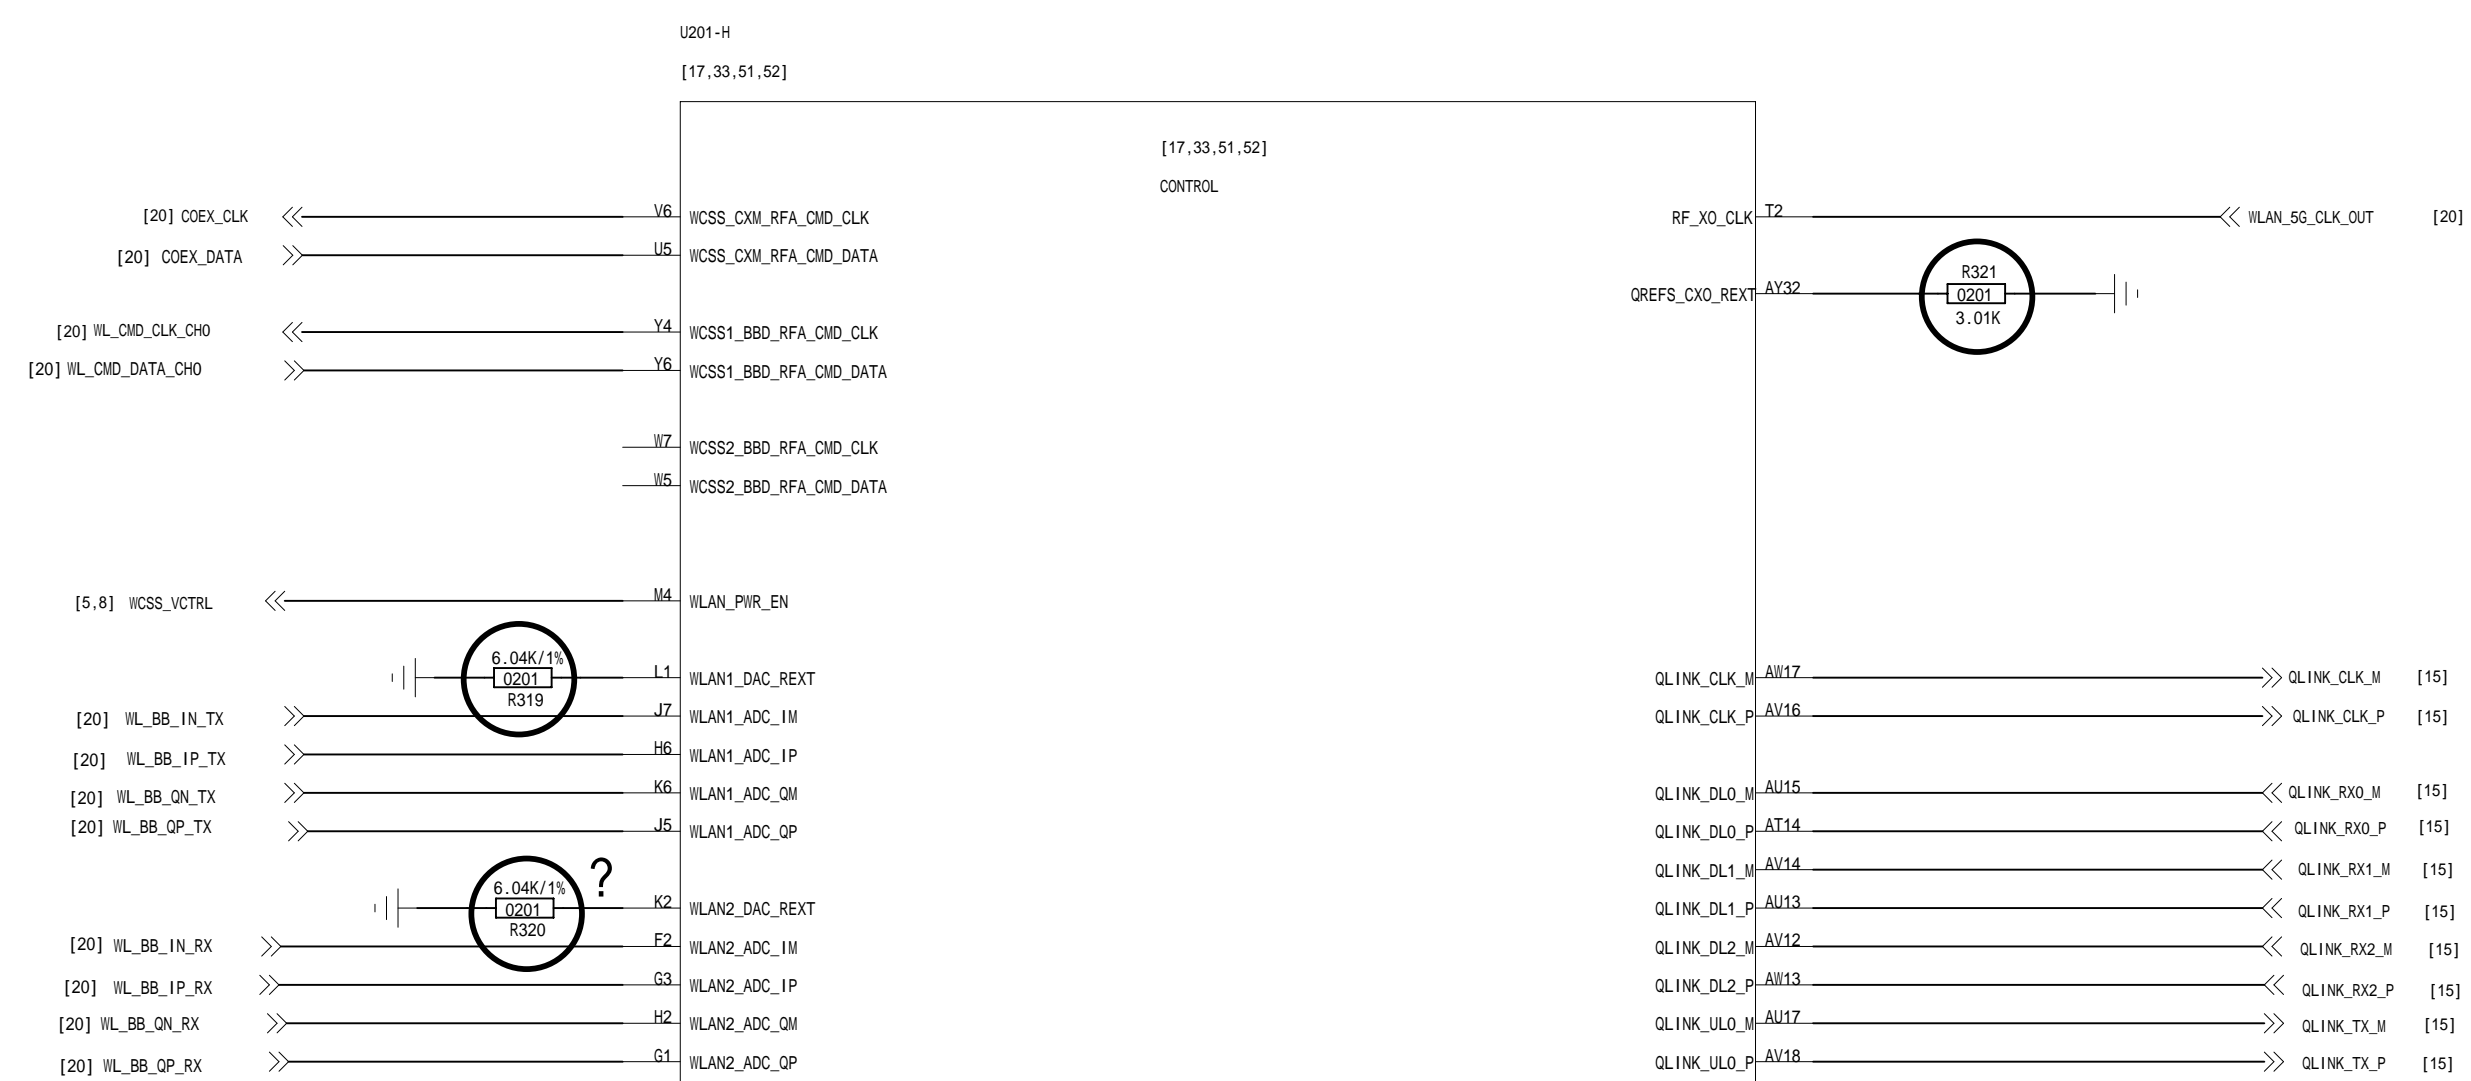 U201-H
[17,33,51,52]
[17,33,51,52]
CONTROL
[20] COEX_CLK V6 WCSS_CXM_RFA_CMD_CLK RF_XO_CLK T2 WLAN_5G_CLK_OUT [20]
[20] COEX_DATA U5 WCSS_CXM_RFA_CMD_DATA
R321
QREFS_CXO_REXT AY32 0201
3.01K
[20] WL_CMD_CLK_CH0 Y4 WCSS1_BBD_RFA_CMD_CLK
[20] WL_CMD_DATA_CH0 Y6 WCSS1_BBD_RFA_CMD_DATA
W7 WCSS2_BBD_RFA_CMD_CLK
W5 WCSS2_BBD_RFA_CMD_DATA
[5,8] WCSS_VCTRL M4 WLAN_PWR_EN
6.04K/1%
0201 L1 WLAN1_DAC_REXT QLINK_CLK_M AW17 QLINK_CLK_M [15]
R319
[20] WL_BB_IN_TX J7 WLAN1_ADC_IM QLINK_CLK_P AV16 QLINK_CLK_P [15]
[20] WL_BB_IP_TX H6 WLAN1_ADC_IP
[20] WL_BB_QN_TX K6 WLAN1_ADC_QM QLINK_DL0_M AU15 QLINK_RX0_M [15]
[20] WL_BB_QP_TX J5 WLAN1_ADC_QP QLINK_DL0_P AT14 QLINK_RX0_P [15]
?
QLINK_DL1_M AV14 QLINK_RX1_M [15]
6.04K/1%
0201 K2 WLAN2_DAC_REXT QLINK_DL1_P AU13 QLINK_RX1_P [15]
R320
[20] WL_BB_IN_RX F2 WLAN2_ADC_IM QLINK_DL2_M AV12 QLINK_RX2_M [15]
[20] WL_BB_IP_RX G3 WLAN2_ADC_IP QLINK_DL2_P AW13 QLINK_RX2_P [15]
[20] WL_BB_QN_RX H2 WLAN2_ADC_QM QLINK_UL0_M AU17 QLINK_TX_M [15]
[20] WL_BB_QP_RX G1 WLAN2_ADC_QP QLINK_UL0_P AV18 QLINK_TX_P [15]